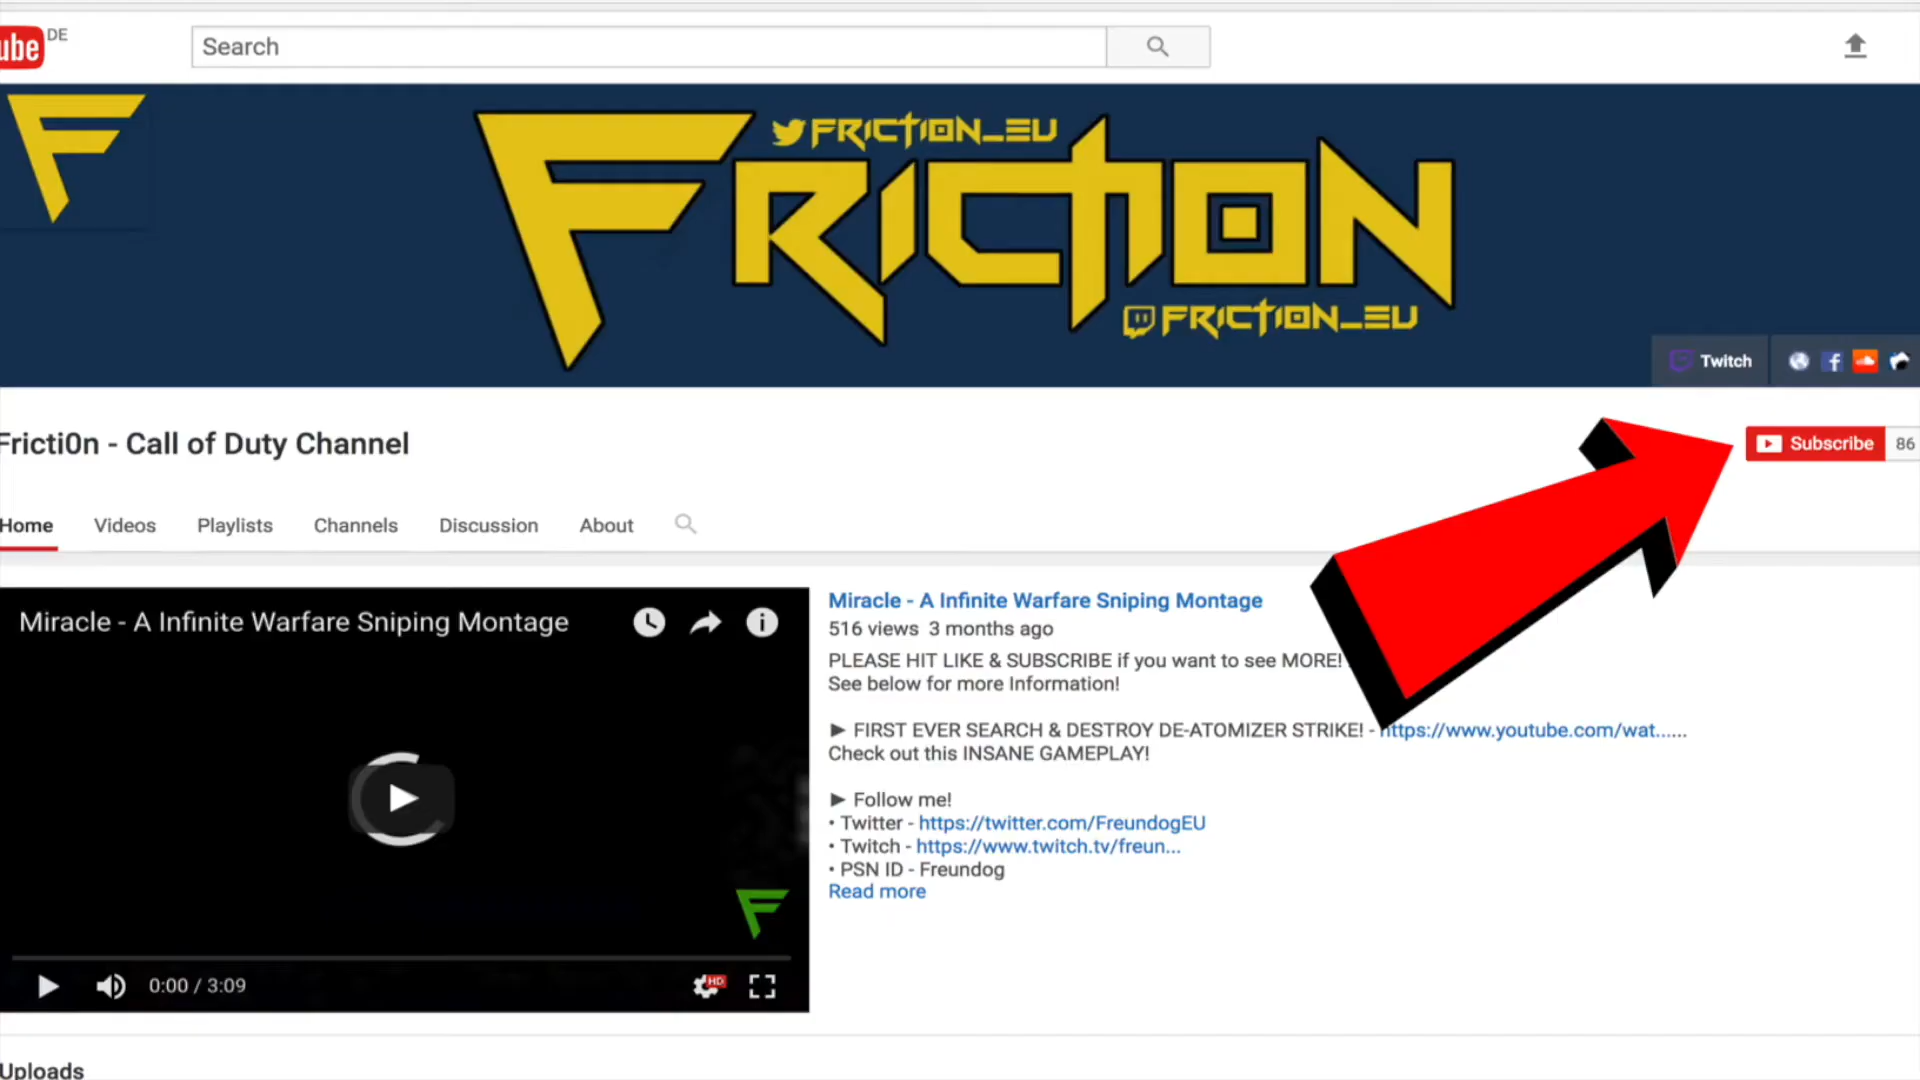 ube DE
Search
F
FRICTION_EU
FRICTION
FRICTION_EU
Twitch
Fricti0n - Call of Duty Channel
Subscribe 86
Home Videos Playlists Channels Discussion About
Miracle - A Infinite Warfare Sniping Montage
Miracle - A Infinite Warfare Sniping Montage
516 views 3 months ago
PLEASE HIT LIKE & SUBSCRIBE if you want to see MORE!
See below for more Information!
► FIRST EVER SEARCH & DESTROY DE-ATOMIZER STRIKE! - https://www.youtube.com/wat......
Check out this INSANE GAMEPLAY!
► Follow me!
• Twitter - https://twitter.com/FreundogEU
• Twitch - https://www.twitch.tv/freun...
• PSN ID - Freundog
Read more
F
0:00 / 3:09
HD
Uploads